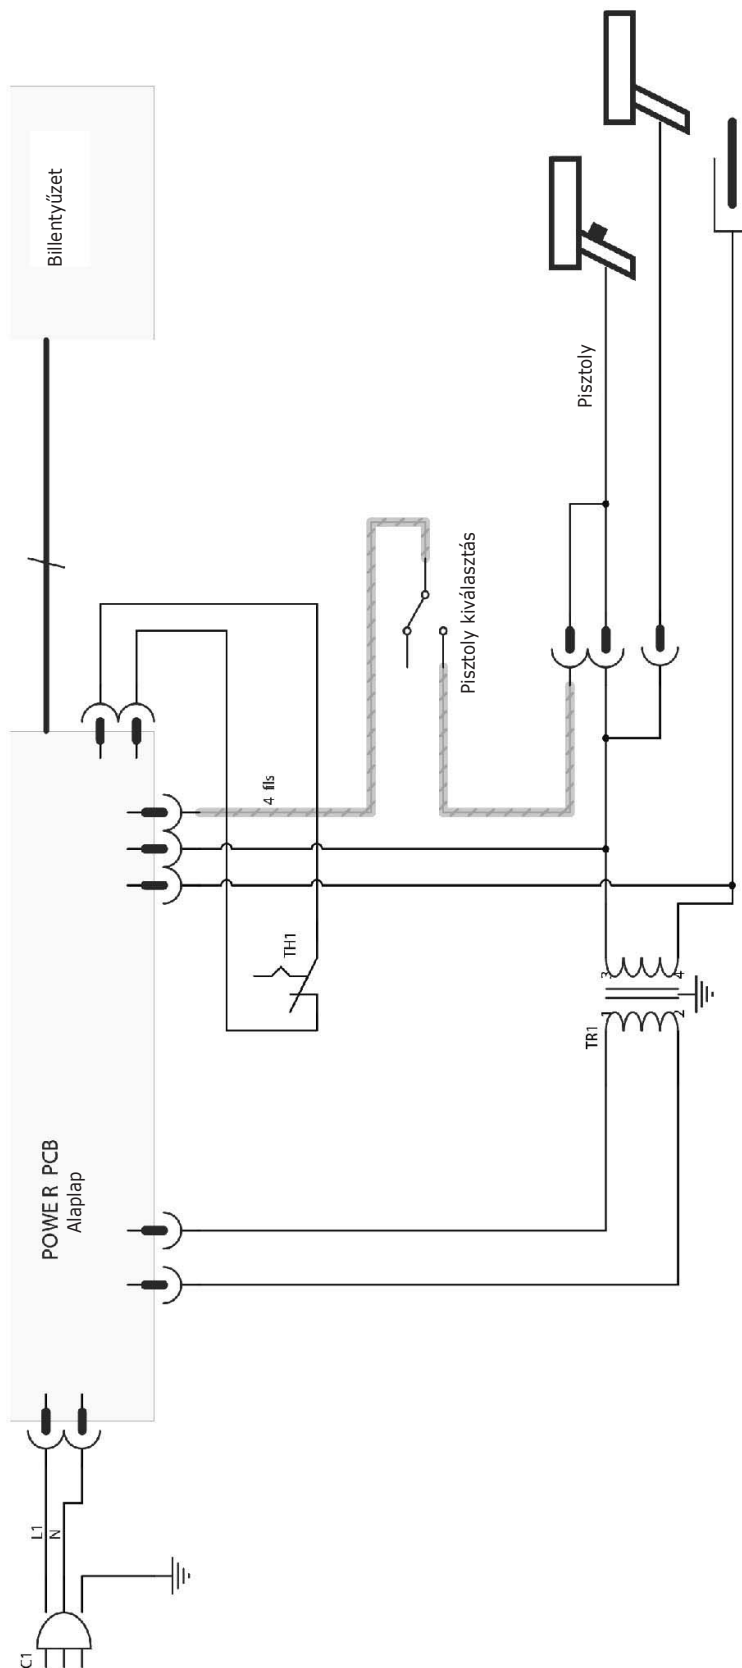 Billentyűzet
Pisztoly
Pisztoly kiválasztás
4 fils
TH1
3
4
1
2
TR1
POWER PCB
Alaplap
L1
N
C1